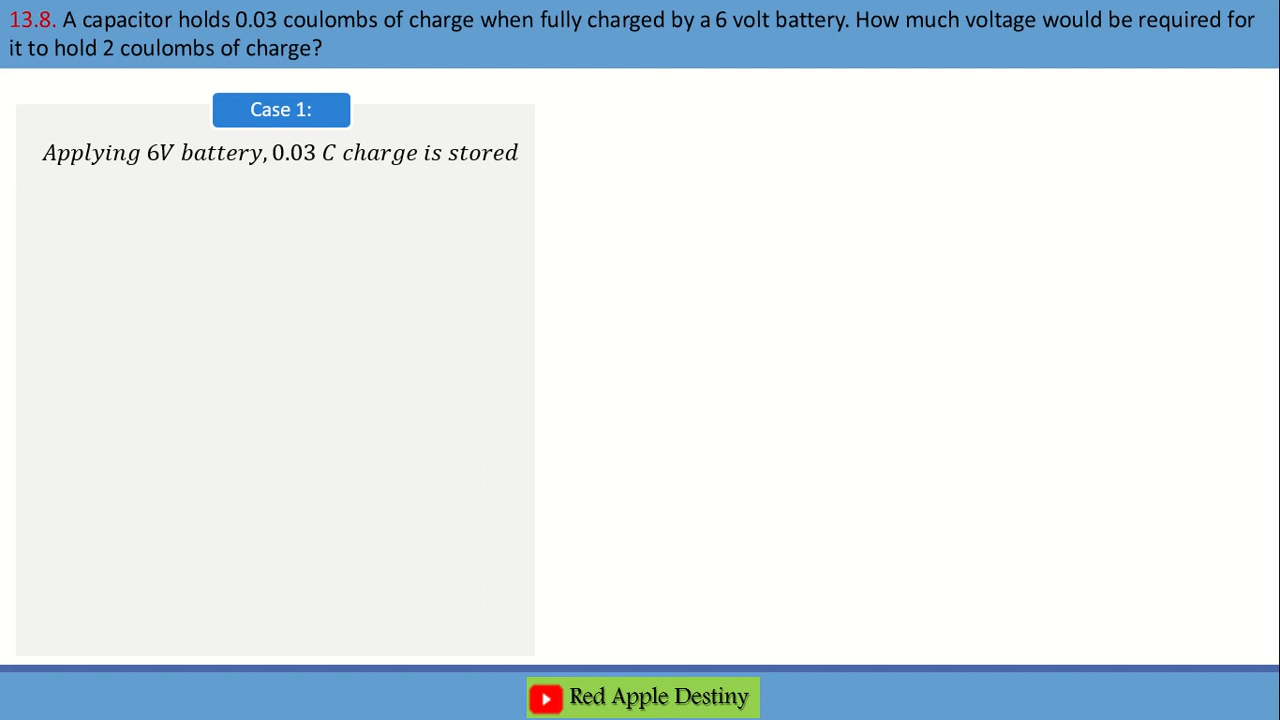 13.8. A capacitor holds 0.03 coulombs of charge when fully charged by a 6 volt battery. How much voltage would be required for
it to hold 2 coulombs of charge?
Case 1:
Applying 6V battery, 0.03 C charge is stored
Red Apple Destiny